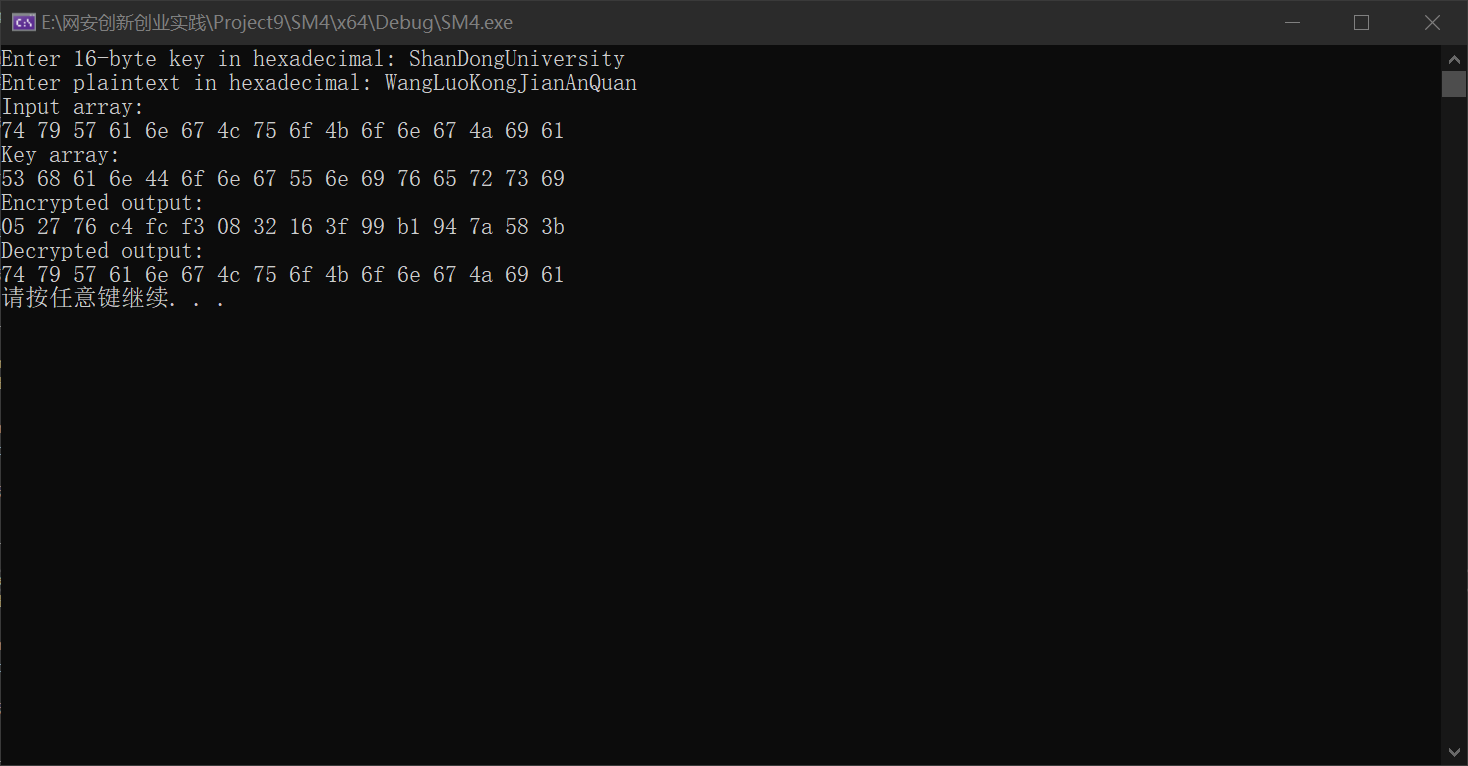 E:\网安创新创业实践\Project9\SM4\x64\Debug\SM4.exe
Enter 16-byte key in hexadecimal: ShanDongUniversity
Enter plaintext in hexadecimal: WangLuoKongJianAnQuan
Input array:
74 79 57 61 6e 67 4c 75 6f 4b 6f 6e 67 4a 69 61
Key array:
53 68 61 6e 44 6f 6e 67 55 6e 69 76 65 72 73 69
Encrypted output:
05 27 76 c4 fc f3 08 32 16 3f 99 b1 94 7a 58 3b
Decrypted output:
74 79 57 61 6e 67 4c 75 6f 4b 6f 6e 67 4a 69 61
请按任意键继续. . .